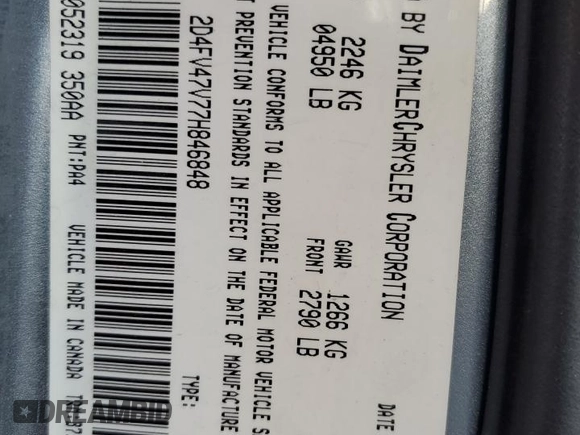 BY DAIMLERCHRYSLER CORPORATION DATE
2246 KG GAWR 1266 KG
04950 LB FRONT 2790 LB
VEHICLE CONFORMS TO ALL APPLICABLE FEDERAL MOTOR VEHICLE S
T PREVENTION STANDARDS IN EFFECT ON THE DATE OF MANUFACTURE
2D4FV47V77H846848 TYPE:
052319 350AA PNT:PA4 VEHICLE MADE IN CANADA
DREAMBID